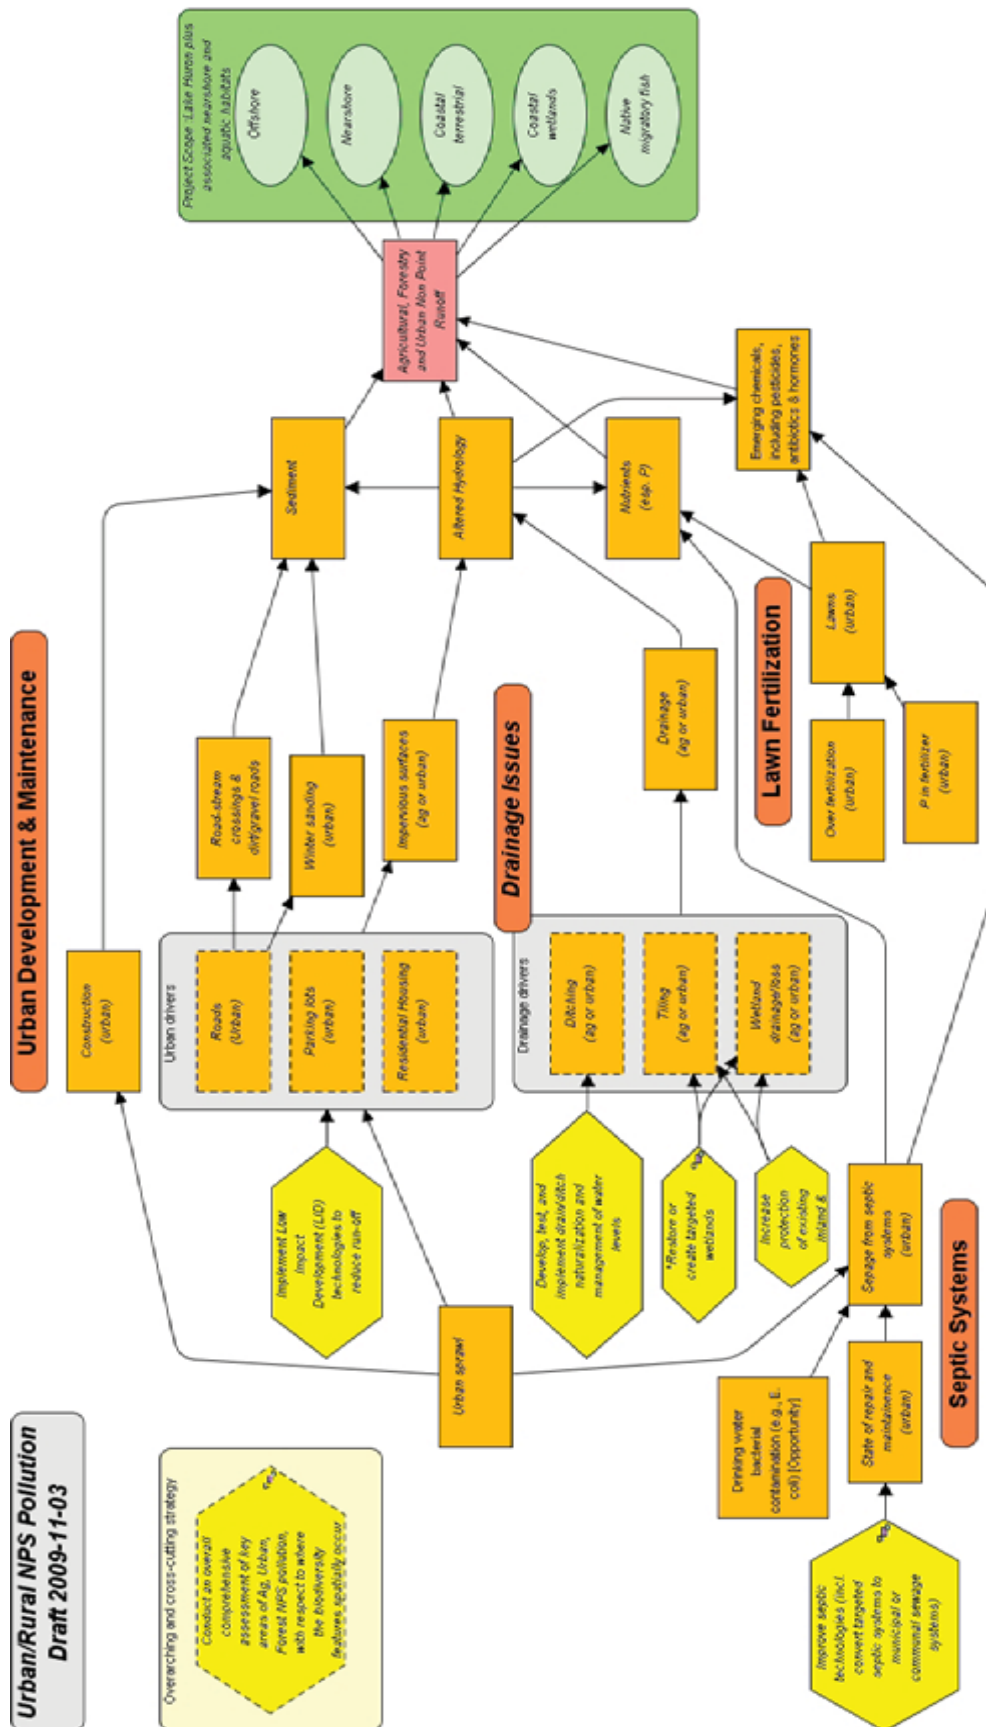 Urban/Rural NPS Pollution
Draft 2009-11-03
Urban Development & Maintenance
Project Scope :Lake Huron plus
associated nearshore and
aquatic habitats
Offshore
Nearshore
Coastal
terrestrial
Coastal
wetlands
Native
migratory fish
Overarching and cross-cutting strategy
Conduct an overall
comprehensive
assessment of key
areas of Ag, Urban,
Forest NPS pollution,
with respect to where
the biodiversity
features spatially occur
Construction
(urban)
Urban drivers
Roads
(Urban)
Parking lots
(urban)
Residential Housing
(urban)
Road-stream
crossings &
dirt/gravel roads
Winter sanding
(urban)
Impervious surfaces
(ag or urban)
Sediment
Altered Hydrology
Nutrients
(esp. P)
Agricultural, Forestry
and Urban Non Point
Runoff
Emerging chemicals,
including pesticides,
antibiotics & hormones
Implement Low
Impact
Development (LID)
technologies to
reduce run-off
Urban sprawl
Drainage Issues
Drainage drivers
Ditching
(ag or urban)
Tiling
(ag or urban)
Wetland
drainage/loss
(ag or urban)
Drainage
(ag or urban)
Develop, test, and
implement drain/ditch
naturalization and
management of water
levels
*Restore or
create targeted
wetlands
Increase
protection
of existing
inland &
Lawn Fertilization
Lawns
(urban)
Over fertilization
(urban)
P in fertilizer
(urban)
Drinking water
bacterial
contamination (e.g., E.
coli) [Opportunity]
State of repair and
maintainence
(urban)
Sepage from septic
systems
(urban)
Septic Systems
Improve septic
technologies (incl.
convert targeted
septic systems to
municipal or
communal sewage
systems)